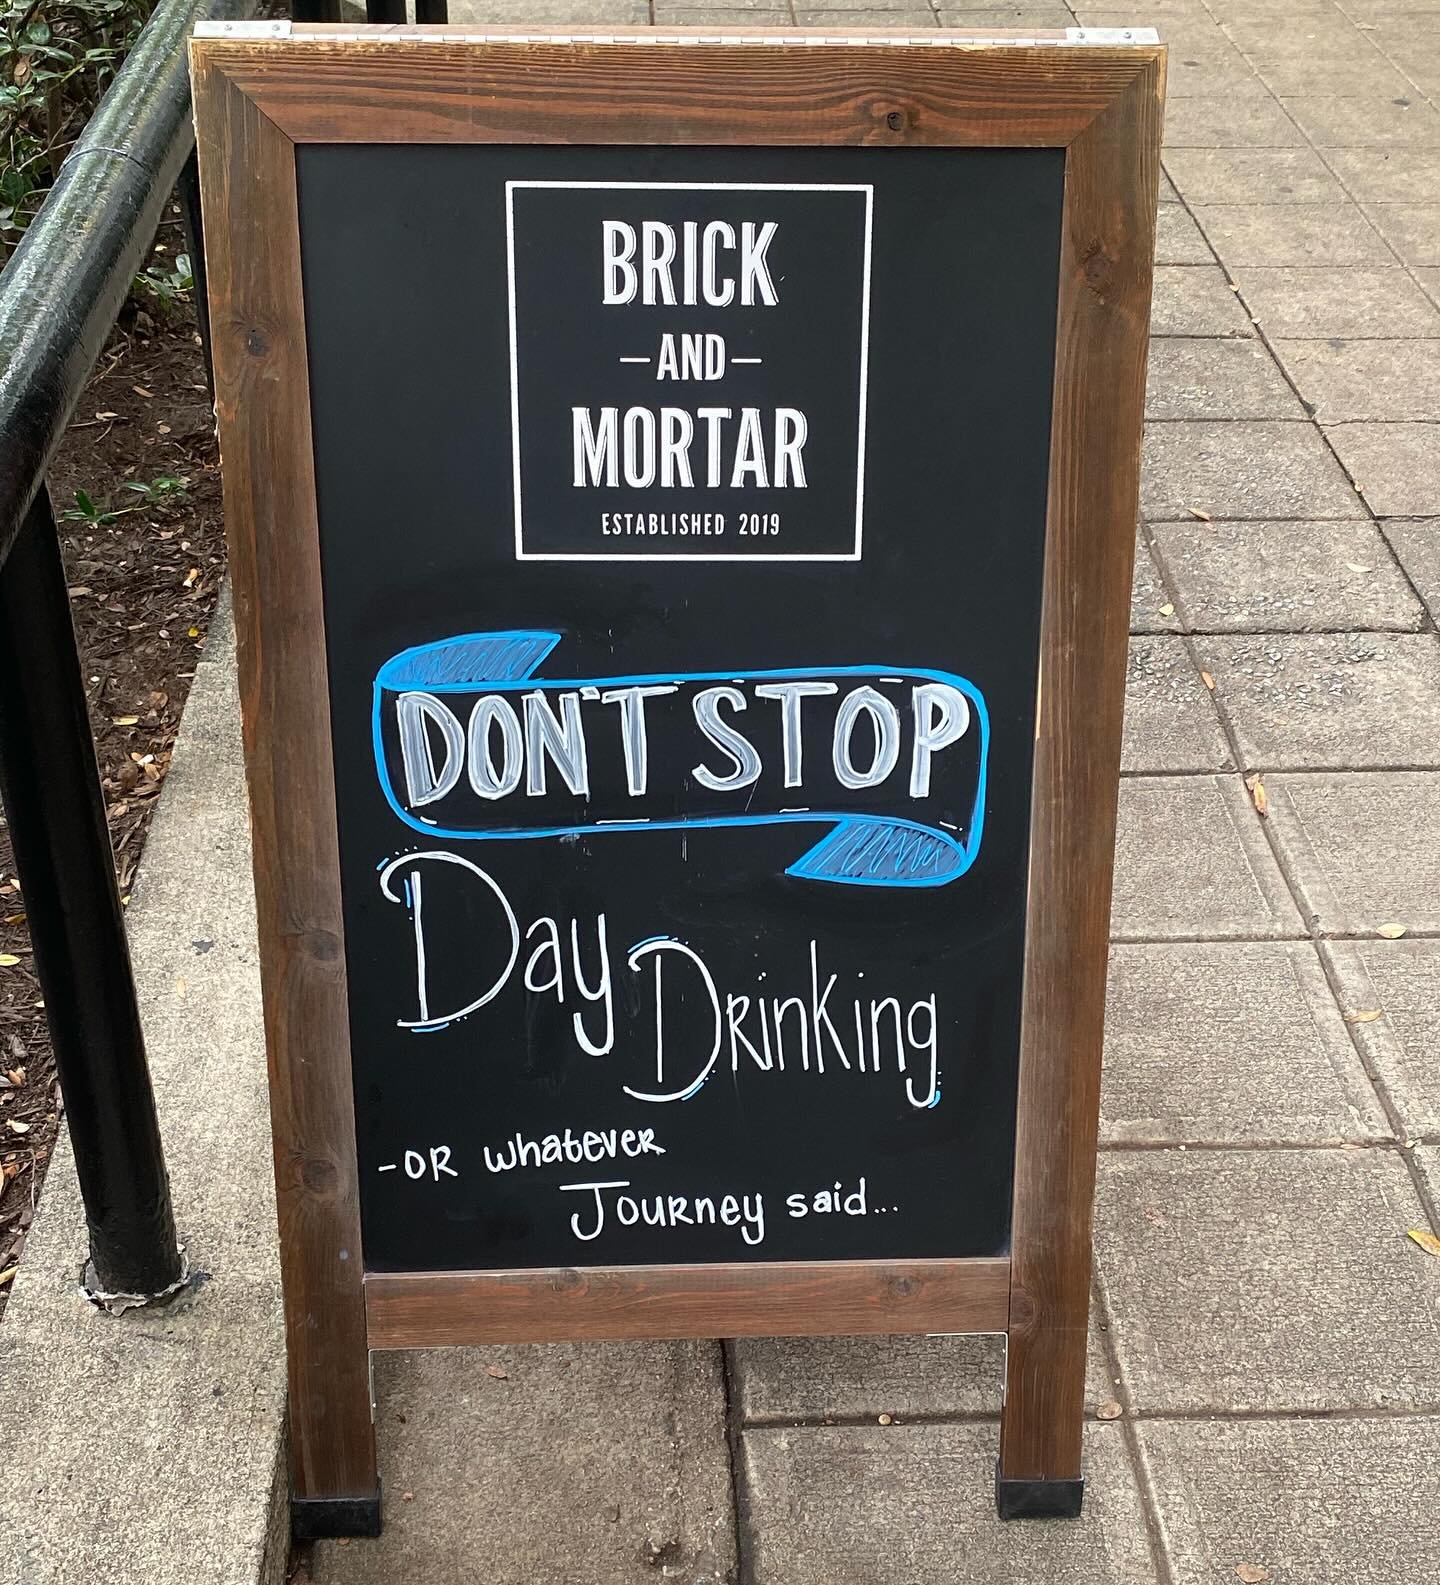 BRICK
—AND—
MORTAR
ESTABLISHED 2019
DON'T STOP
Day
Drinking
-OR whatever
Journey said...